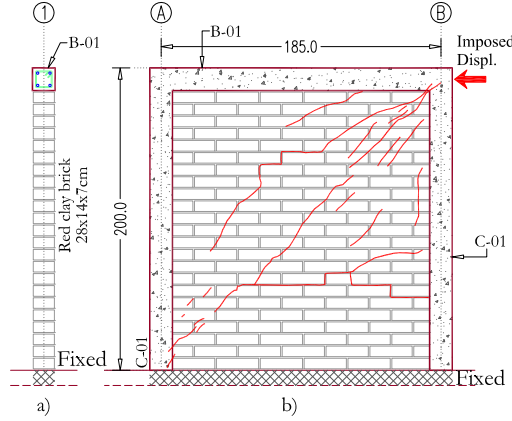 1
A
B
B-01
B-01
185.0
Imposed
Displ.
Red clay brick
28x14x7cm
200.0
C-01
C-01
Fixed
Fixed
a)
b)